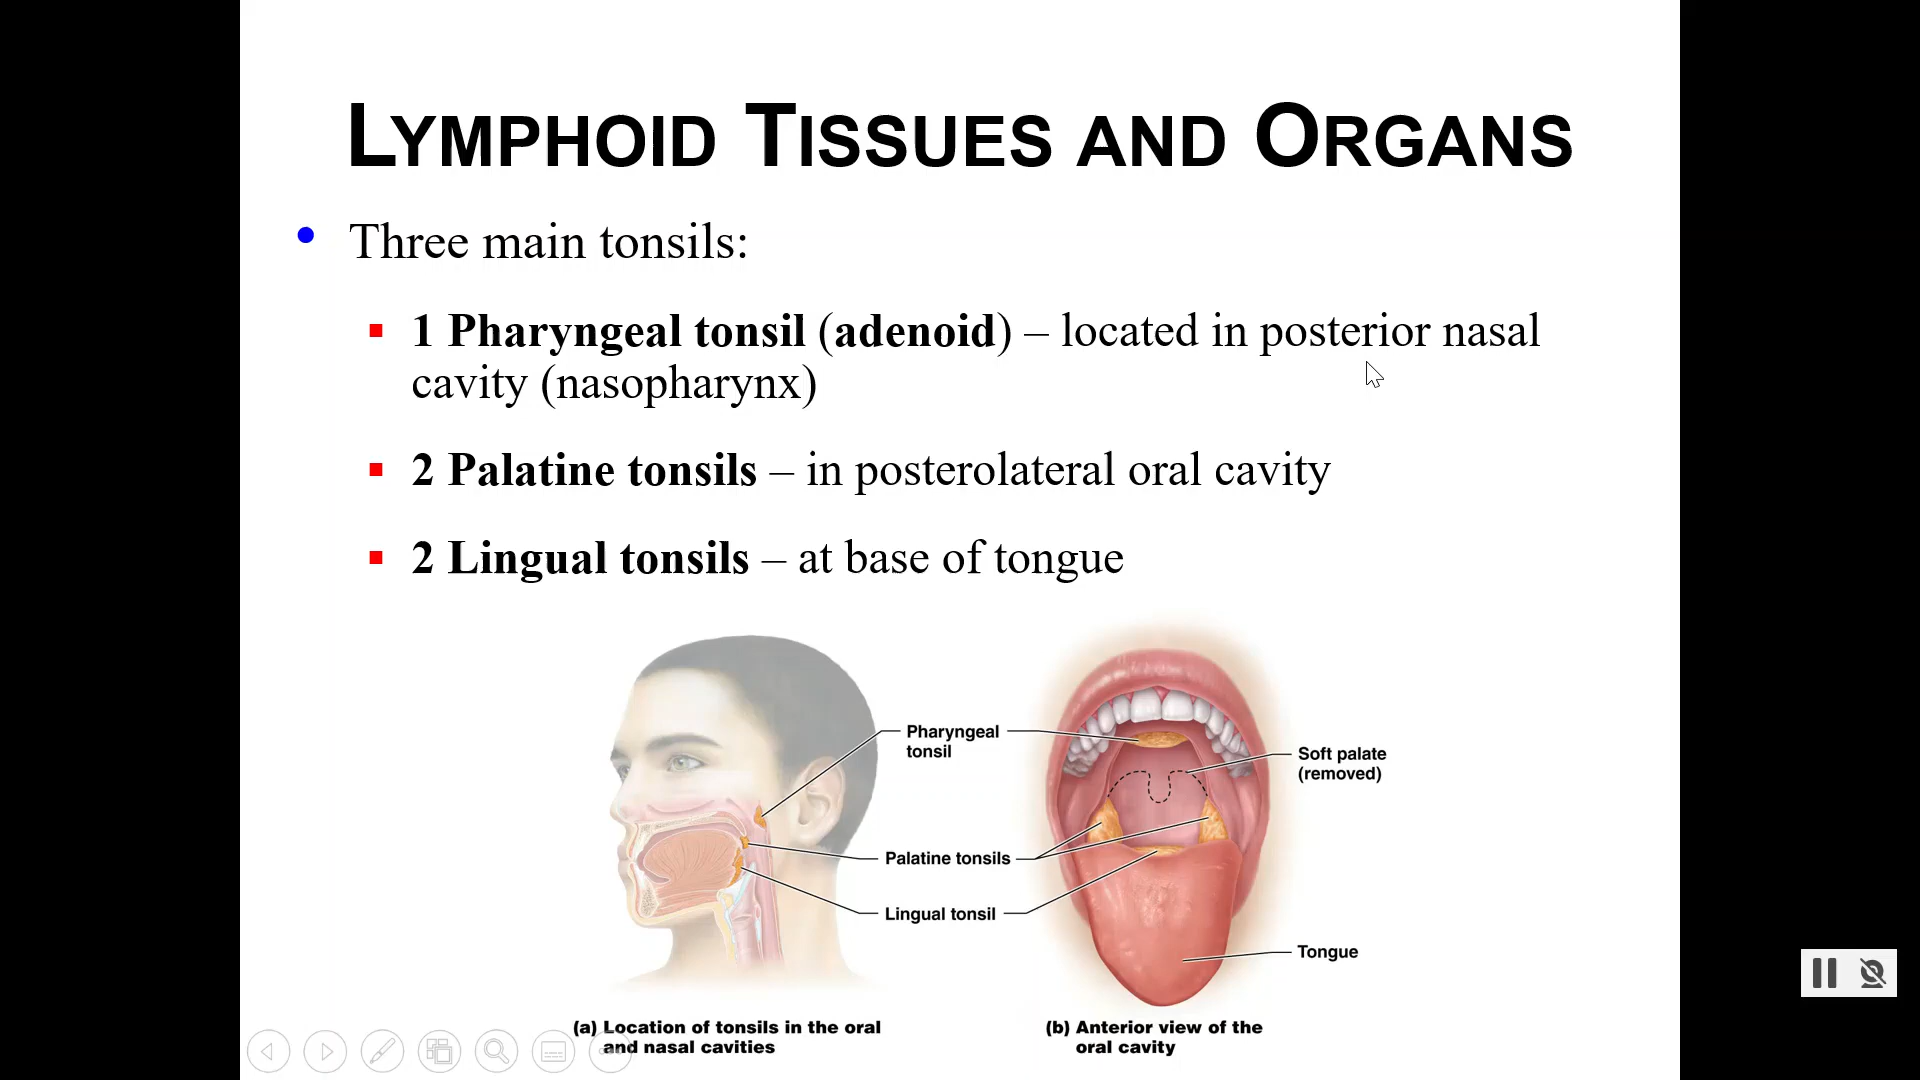 LYMPHOID TISSUES AND ORGANS
Three main tonsils:
1 Pharyngeal tonsil (adenoid) – located in posterior nasal
cavity (nasopharynx)
2 Palatine tonsils – in posterolateral oral cavity
2 Lingual tonsils – at base of tongue
Pharyngeal
tonsil
Soft palate
(removed)
Palatine tonsils
Lingual tonsil
Tongue
(a) Location of tonsils in the oral
and nasal cavities
(b) Anterior view of the
oral cavity